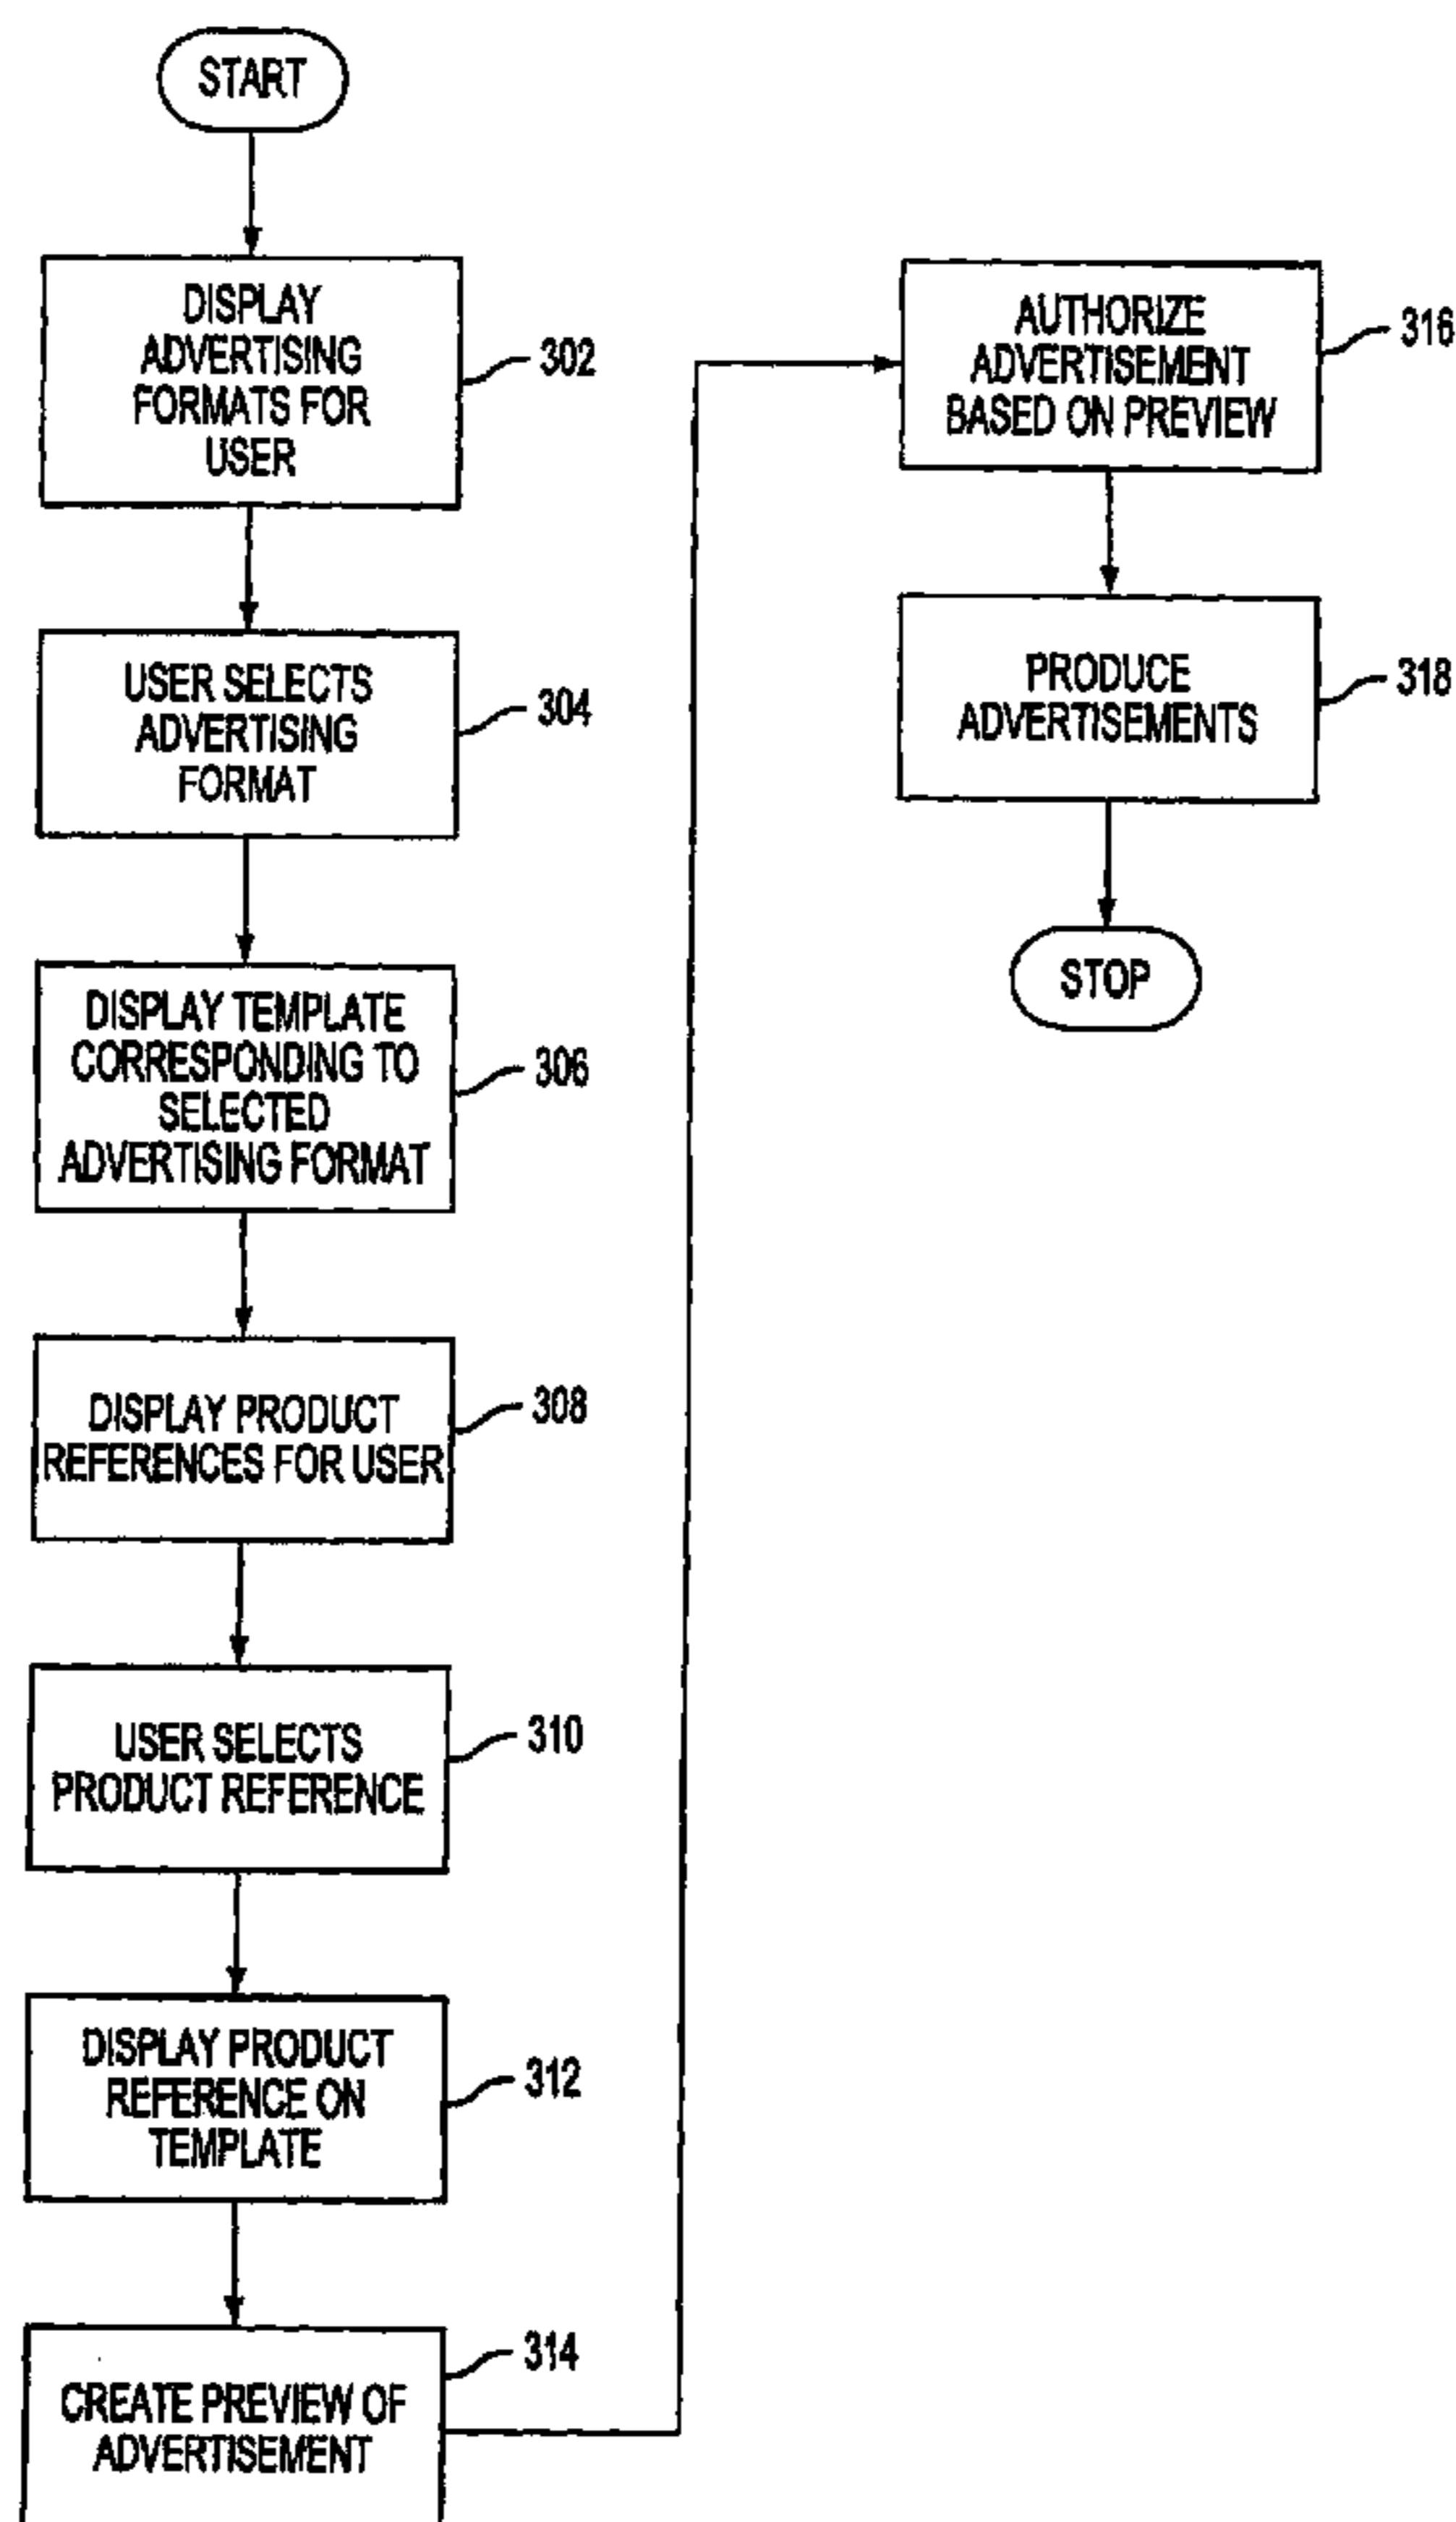 START
DISPLAY
ADVERTISING
FORMATS FOR
USER
302
USER SELECTS
ADVERTISING
FORMAT
304
DISPLAY TEMPLATE
CORRESPONDING TO
SELECTED
ADVERTISING FORMAT
306
DISPLAY PRODUCT
REFERENCES FOR USER
308
USER SELECTS
PRODUCT REFERENCE
310
DISPLAY PRODUCT
REFERENCE ON
TEMPLATE
312
CREATE PREVIEW OF
ADVERTISEMENT
314
AUTHORIZE
ADVERTISEMENT
BASED ON PREVIEW
316
PRODUCE
ADVERTISEMENTS
318
STOP